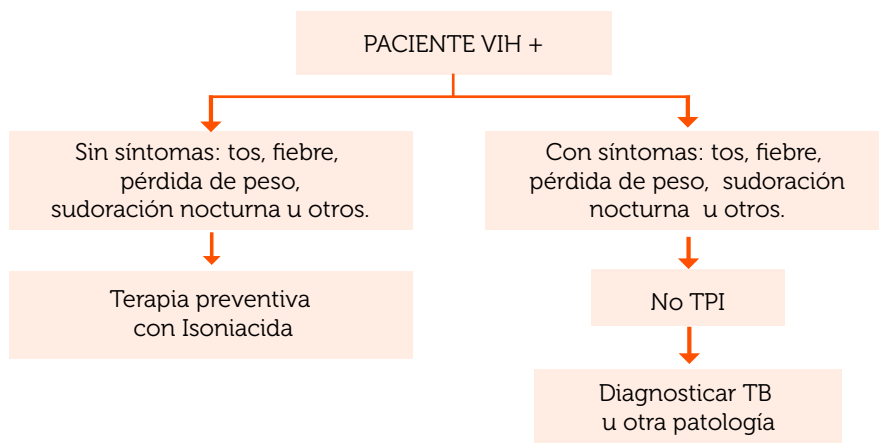 PACIENTE VIH +
Sin síntomas: tos, fiebre,
pérdida de peso,
sudoración nocturna u otros.
Terapia preventiva
con Isoniacida
Con síntomas: tos, fiebre,
pérdida de peso, sudoración
nocturna u otros.
No TPI
Diagnosticar TB
u otra patología